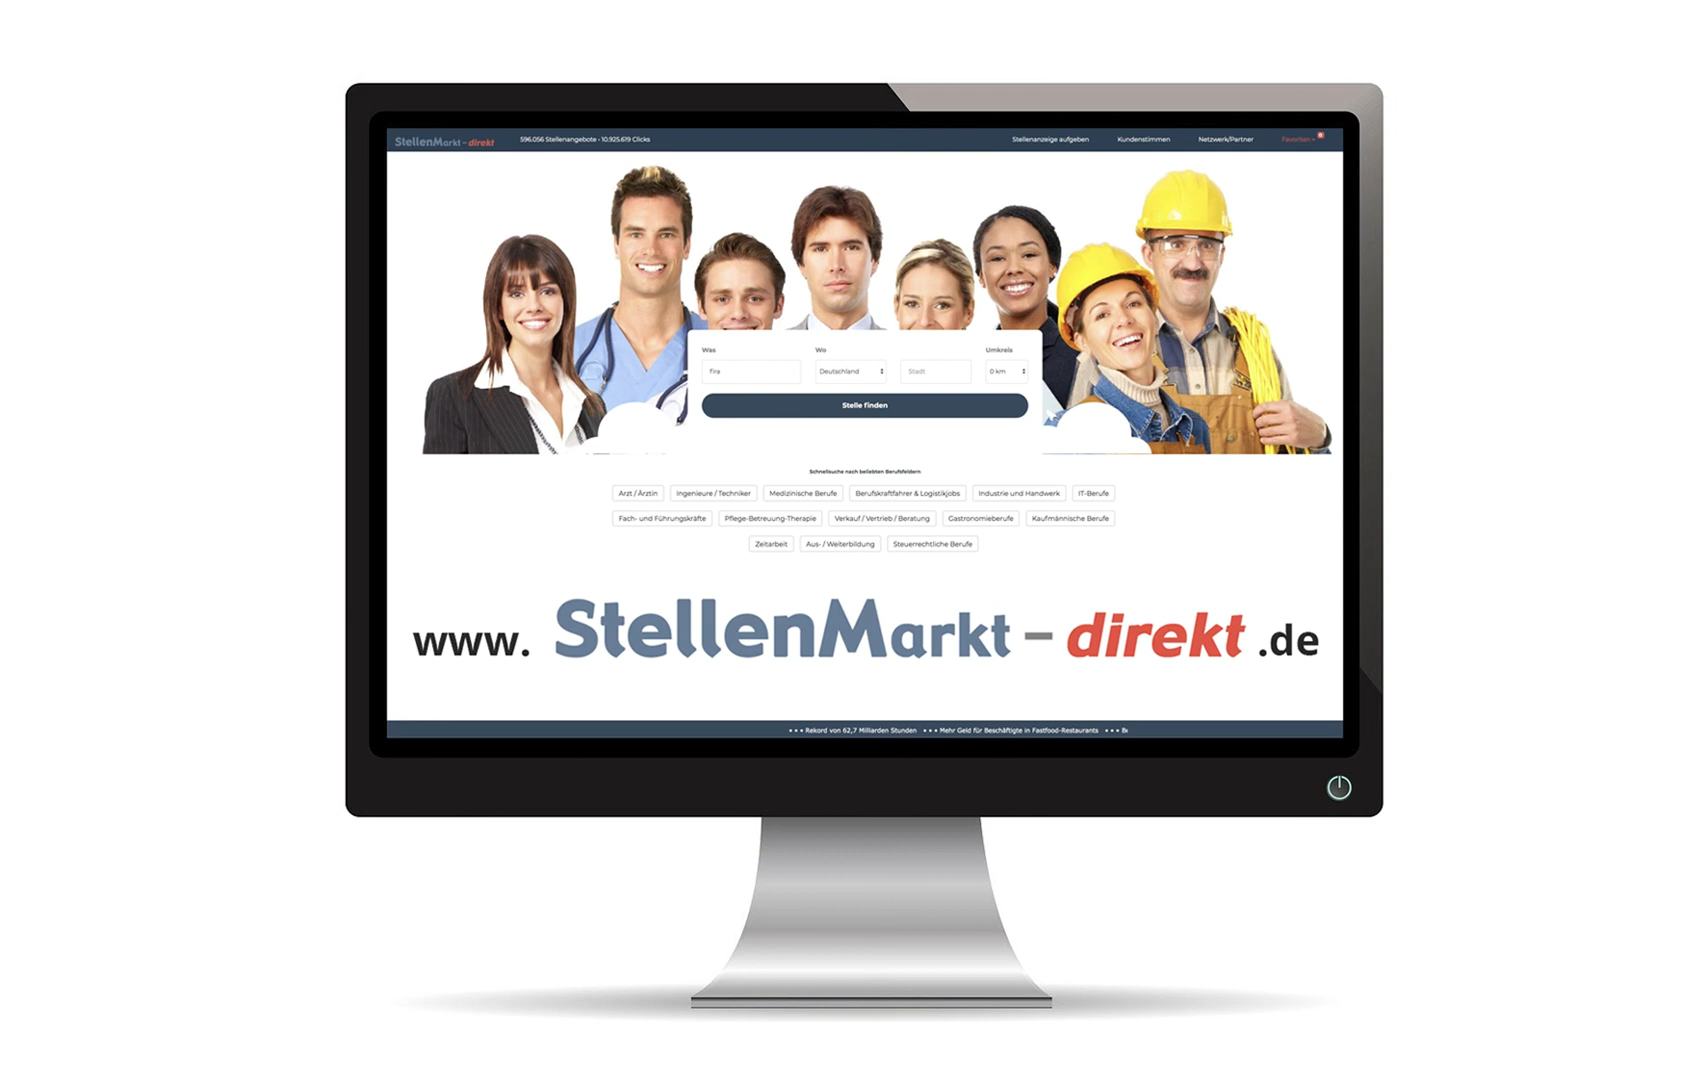 StellenMarkt-direkt 596.056 Stellenangebote • 10.925.619 Clicks Stellenanzeige aufgeben Kundenstimmen Netzwerk/Partner Favoriten
Was Wo Umkreis
fira Deutschland Stadt 0 km
Stelle finden
Schnellsuche nach beliebten Berufsfeldern
Arzt / Ärztin Ingenieure / Techniker Medizinische Berufe Berufskraftfahrer & Logistikjobs Industrie und Handwerk IT-Berufe
Fach- und Führungskräfte Pflege-Betreuung-Therapie Verkauf / Vertrieb / Beratung Gastronomieberufe Kaufmännische Berufe
Zeitarbeit Aus- / Weiterbildung Steuerrechtliche Berufe
www. StellenMarkt-direkt .de
• • • Rekord von 62,7 Milliarden Stunden • • • Mehr Geld für Beschäftigte in Fastfood-Restaurants • • •